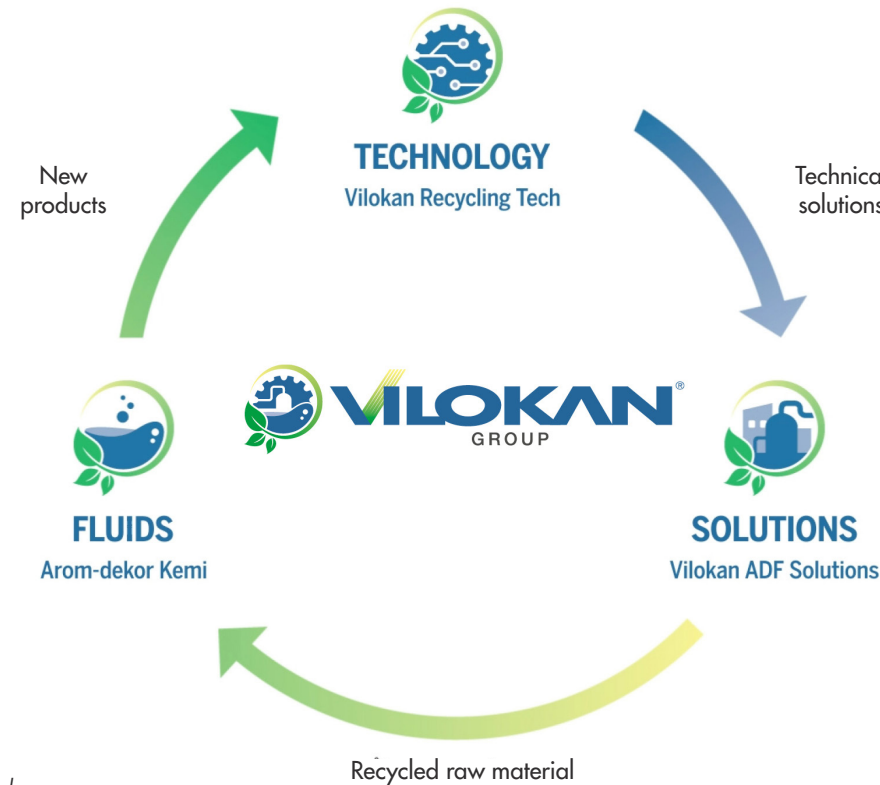 TECHNOLOGY
Vilokan Recycling Tech
New
products
Technica
solutions
VILOKAN®
GROUP
FLUIDS
Arom-dekor Kemi
SOLUTIONS
Vilokan ADF Solutions
Recycled raw material